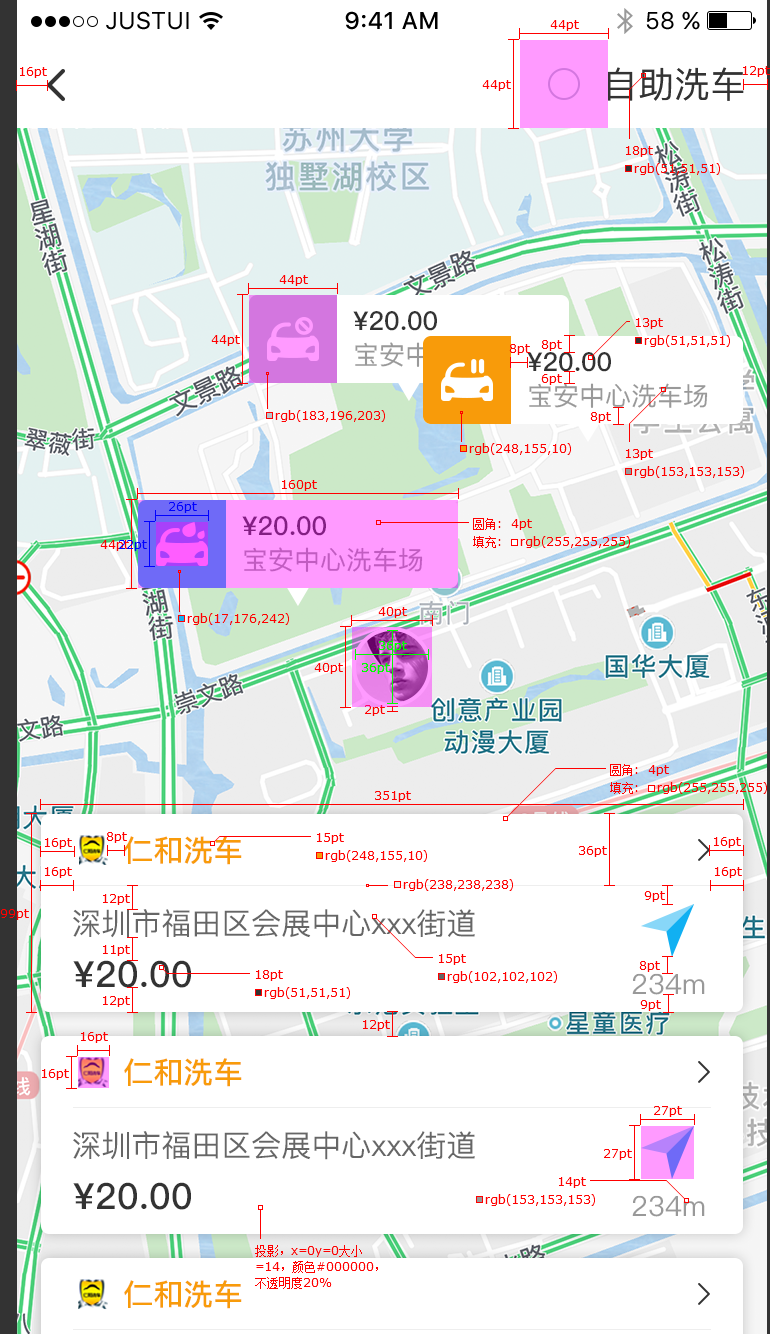 JUSTUI
9:41 AM
58 %
44pt
16pt
44pt
自助洗车
12pt
18pt
rgb(51,51,51)
苏州大学
独墅湖校区
松涛街
星湖街
文景路
松涛街
44pt
44pt
¥20.00
宝安中
rgb(183,196,203)
8pt
8pt
¥20.00
6pt
宝安中心洗车场
8pt
13pt
rgb(51,51,51)
13pt
rgb(153,153,153)
rgb(248,155,10)
文景路
翠薇街
160pt
26pt
44pt
22pt
¥20.00
宝安中心洗车场
圆角：4pt
填充：rgb(255,255,255)
rgb(17,176,242)
湖街
南门
40pt
40pt
36pt
2pt
国华大厦
创意产业园
动漫大厦
崇文路
文路
圆角：4pt
填充：rgb(255,255,255)
351pt
16pt
8pt
仁和洗车
15pt
rgb(248,155,10)
36pt
16pt
16pt
16pt
rgb(238,238,238)
99pt
12pt
深圳市福田区会展中心xxx街道
9pt
11pt
15pt
rgb(102,102,102)
¥20.00
18pt
rgb(51,51,51)
8pt
234m
12pt
9pt
12pt
星童医疗
16pt
16pt
仁和洗车
深圳市福田区会展中心xxx街道
27pt
27pt
¥20.00
14pt
rgb(153,153,153)
234m
投影，x=0y=0大小
=14，颜色#000000，
不透明度20%
仁和洗车